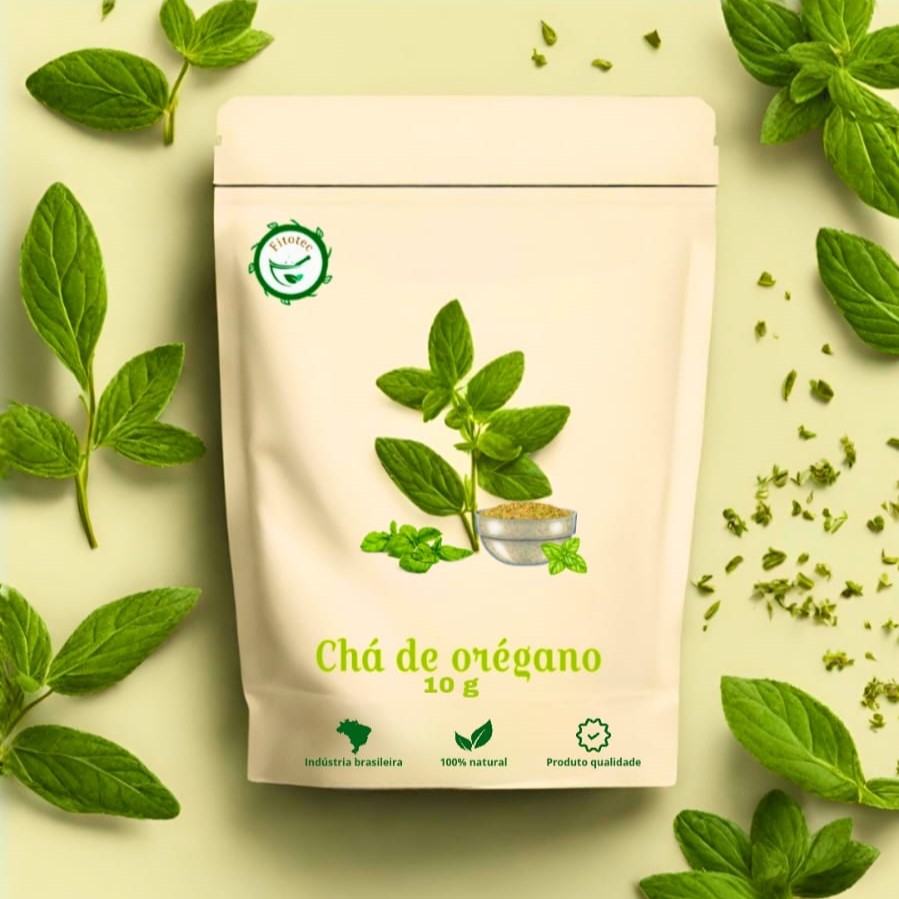 Fitotec
Chá de orégano
10 g
Indústria brasileira
100% natural
Produto qualidade